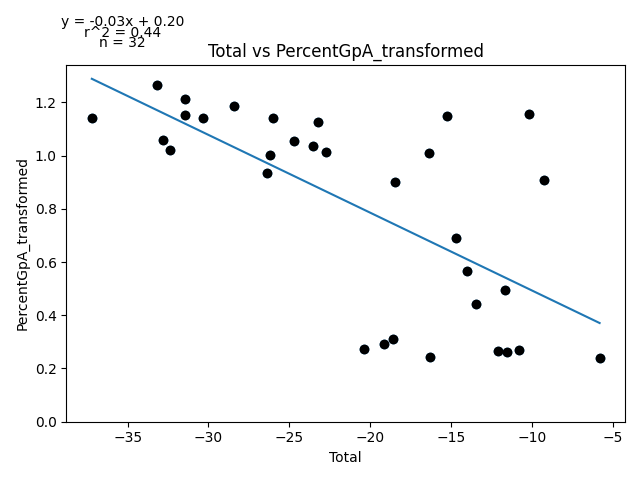 y = -0.03x + 0.20
r^2 = 0.44
n = 32
Total vs PercentGpA_transformed
PercentGpA_transformed
1.2
1.0
0.8
0.6
0.4
0.2
0.0
−35 −30 −25 −20 −15 −10 −5
Total